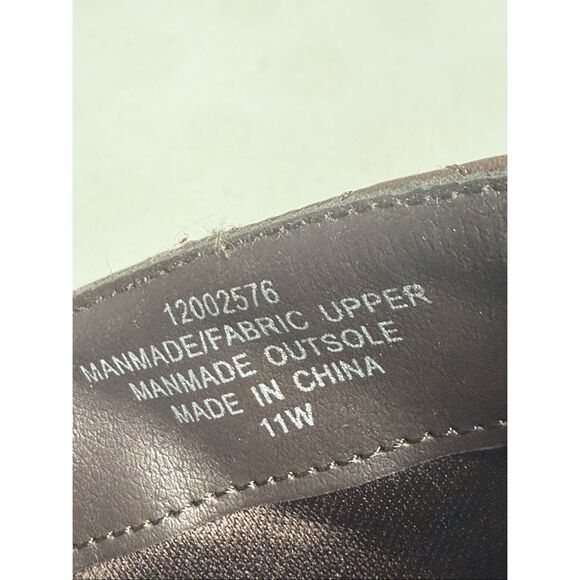 12002576
MANMADE/FABRIC UPPER
MANMADE OUTSOLE
MADE IN CHINA
11W